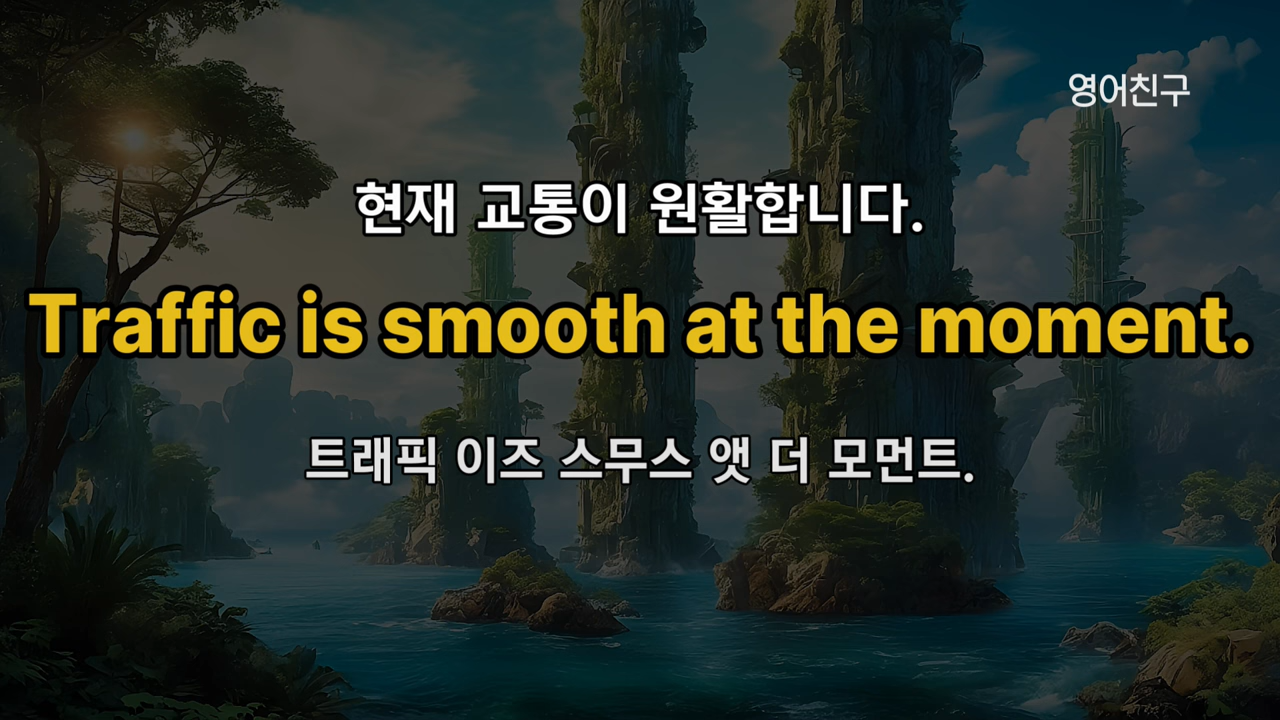 영어친구
현재 교통이 원활합니다.
Traffic is smooth at the moment.
트래픽 이즈 스무스 앳 더 모먼트.